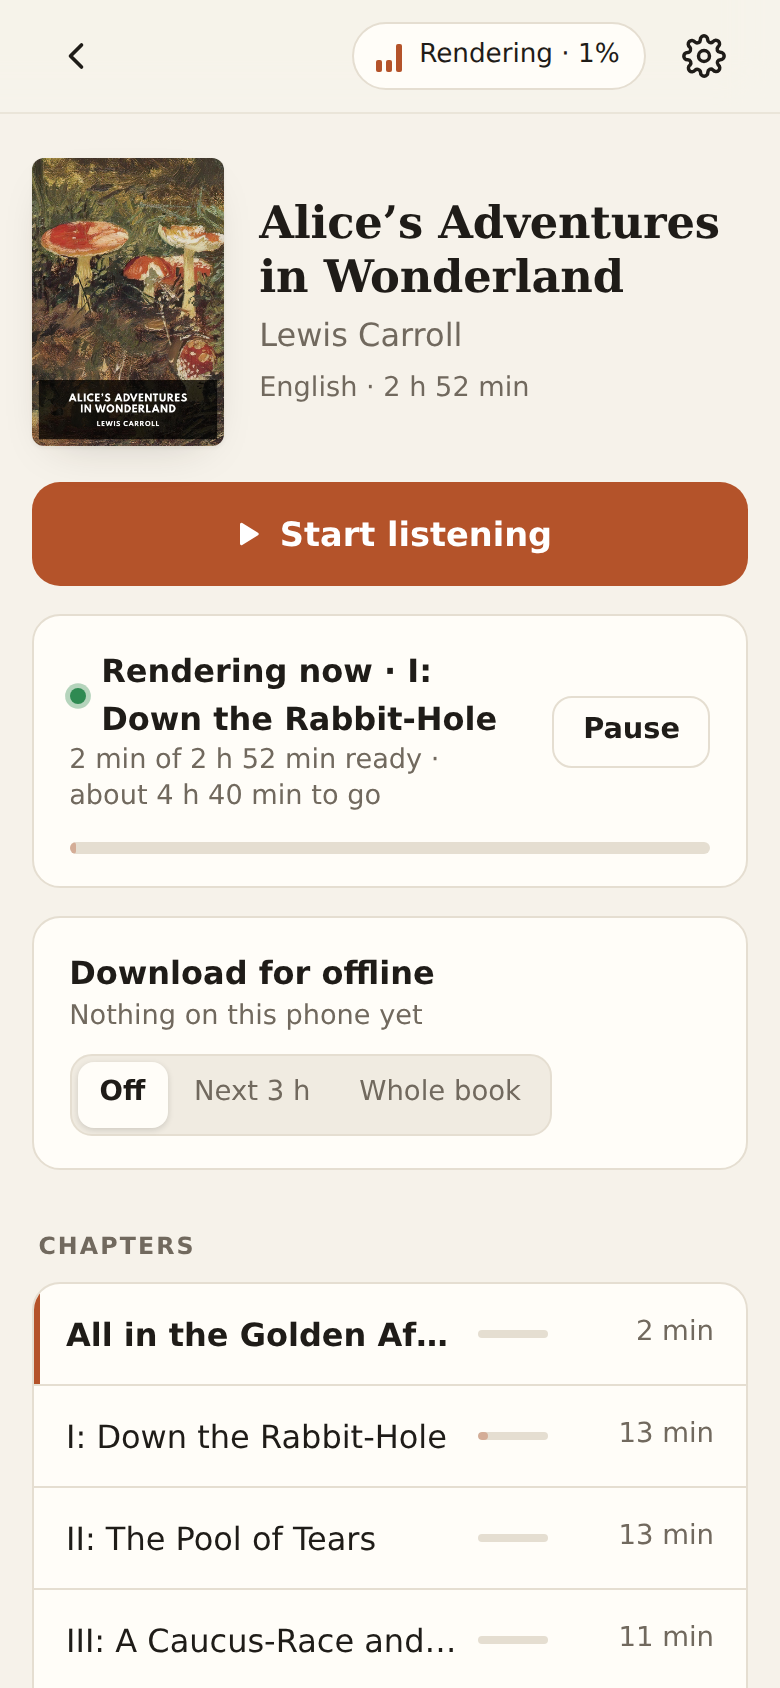 Rendering · 1%
Alice’s Adventures
in Wonderland
Lewis Carroll
English · 2 h 52 min
ALICE’S ADVENTURES
IN WONDERLAND
LEWIS CARROLL
Start listening
Rendering now · I:
Down the Rabbit-Hole
2 min of 2 h 52 min ready ·
about 4 h 40 min to go
Pause
Download for offline
Nothing on this phone yet
Off Next 3 h Whole book
CHAPTERS
All in the Golden Af… 2 min
I: Down the Rabbit-Hole 13 min
II: The Pool of Tears 13 min
III: A Caucus-Race and… 11 min